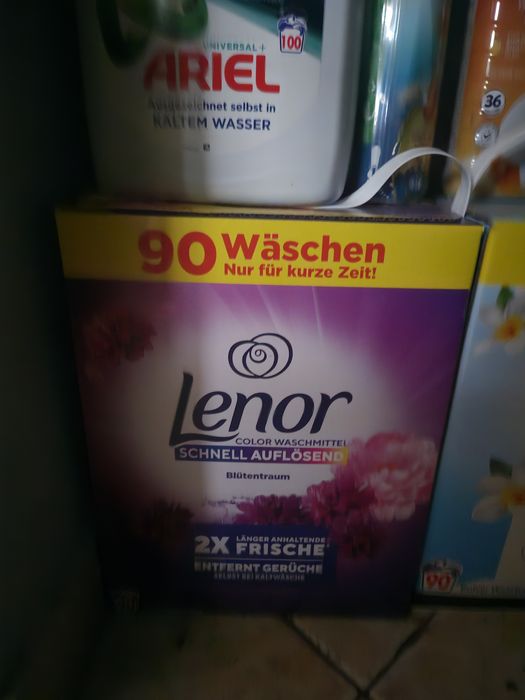 UNIVERSAL+
100
ARIEL
Ausgezeichnet selbst in
KALTEM WASSER
36
90 Wäschen
Nur für kurze Zeit!
Lenor
COLOR WASCHMITTEL
SCHNELL AUFLÖSEND
Blütentraum
2X LÄNGER ANHALTENDE
FRISCHE*
ENTFERNT GERÜCHE
SELBST BEI KALTWÄSCHE
90